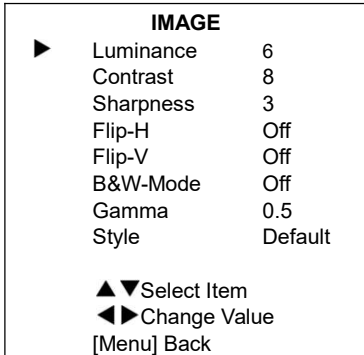 IMAGE
▶ Luminance 6
Contrast 8
Sharpness 3
Flip-H Off
Flip-V Off
B&W-Mode Off
Gamma 0.5
Style Default
▲▼Select Item
◀▶Change Value
[Menu] Back